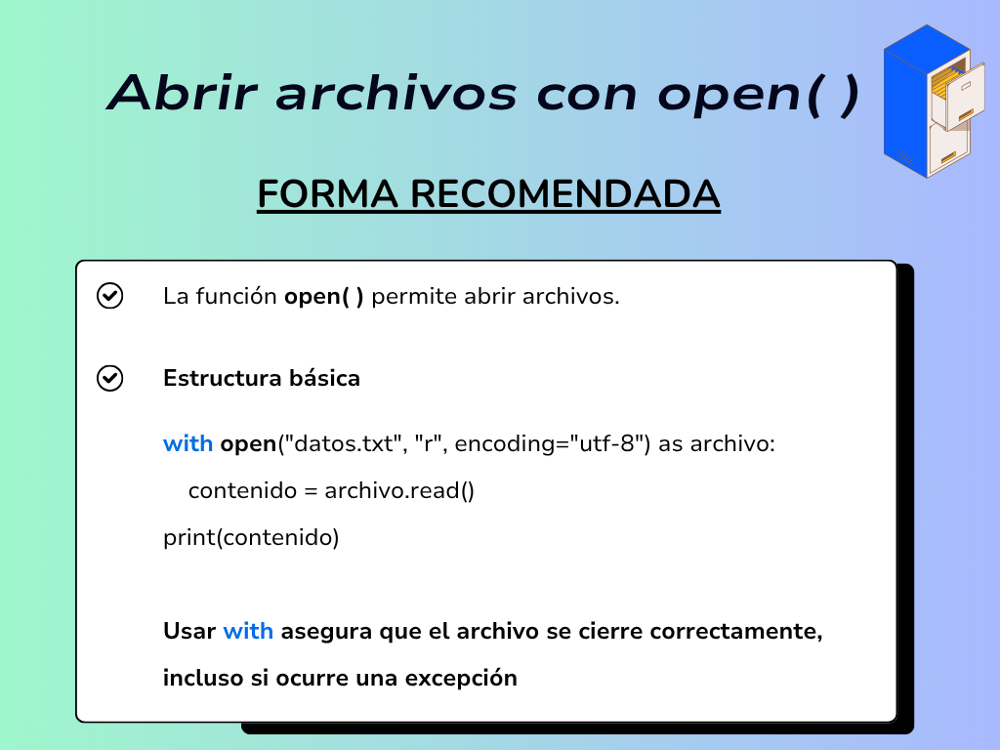 Abrir archivos con open( )
FORMA RECOMENDADA
La función open( ) permite abrir archivos.
Estructura básica
with open("datos.txt", "r", encoding="utf-8") as archivo:
    contenido = archivo.read()
print(contenido)
Usar with asegura que el archivo se cierre correctamente,
incluso si ocurre una excepción